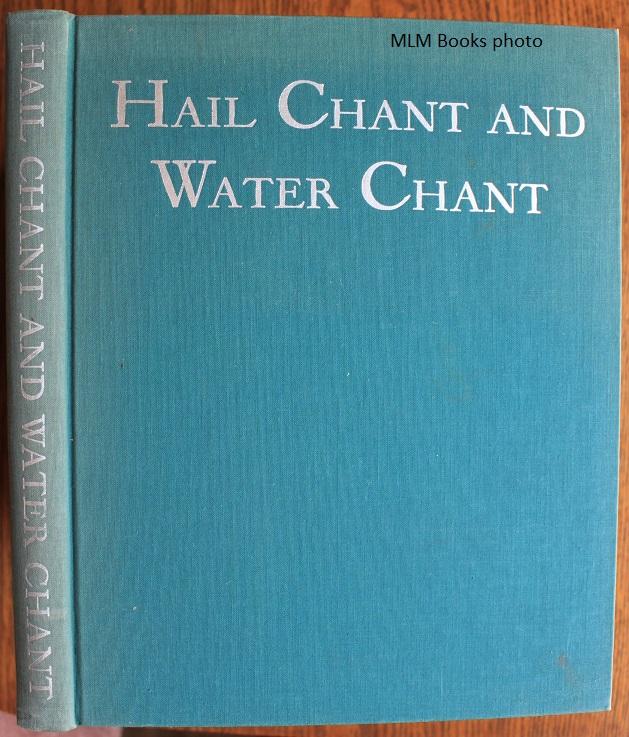 MLM Books photo
HAIL CHANT AND
WATER CHANT
HAIL CHANT AND WATER CHANT